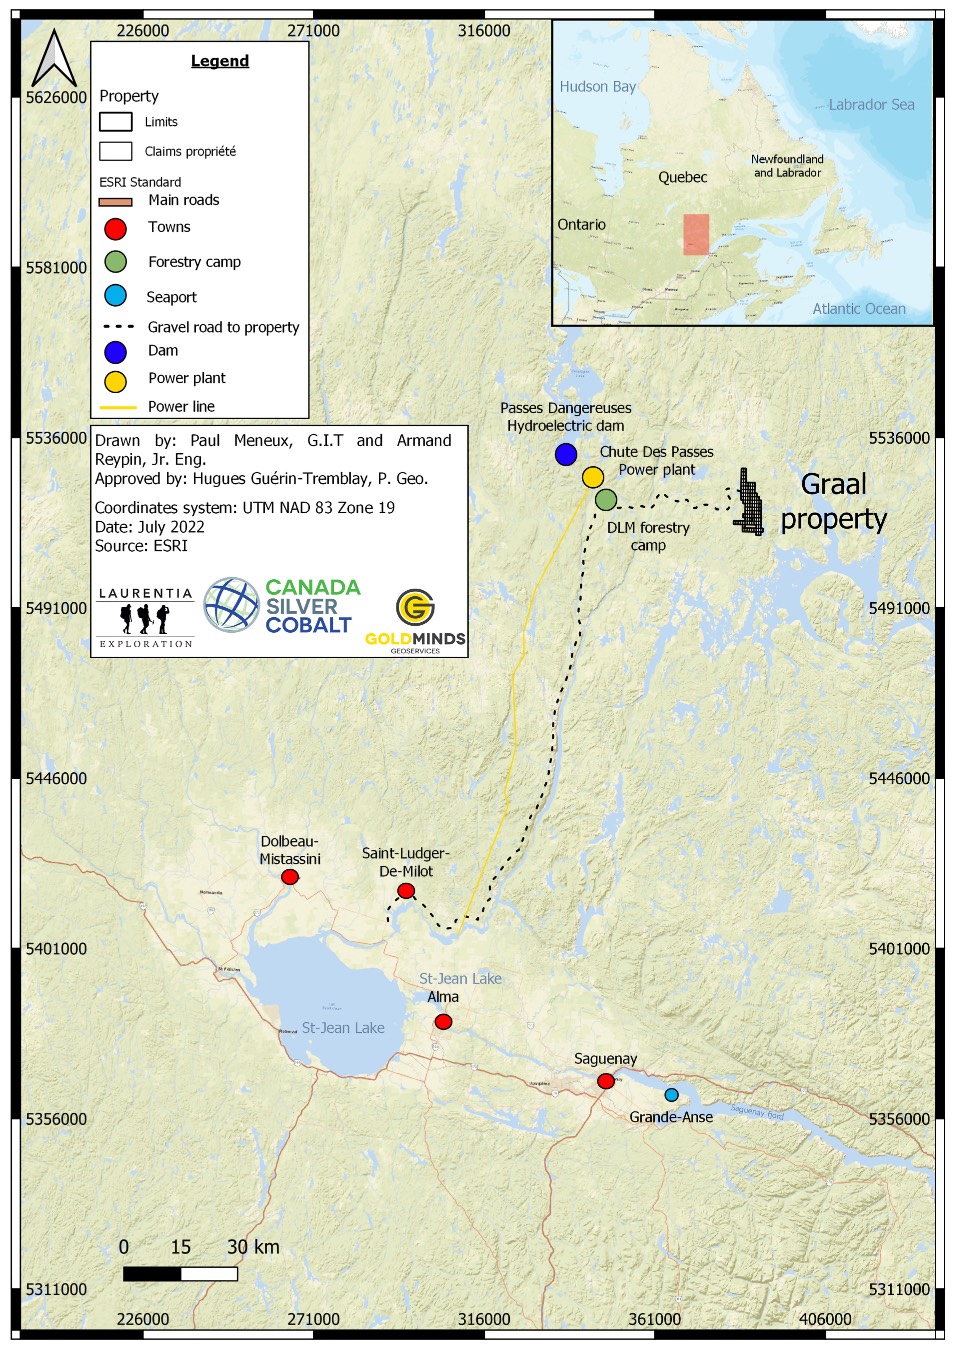 226000
271000
316000
5626000
5581000
5536000
5491000
5446000
5401000
5356000
5311000
Legend
Property
Limits
Claims propriété
ESRI Standard
Main roads
Towns
Forestry camp
Seaport
Gravel road to property
Dam
Power plant
Power line
Hudson Bay
Labrador Sea
Newfoundland
and Labrador
Quebec
Ontario
Atlantic Ocean
Drawn by: Paul Meneux, G.I.T and Armand
Reypin, Jr. Eng.
Approved by: Hugues Guérin-Tremblay, P. Geo.
Coordinates system: UTM NAD 83 Zone 19
Date: July 2022
Source: ESRI
LAURENTIA
EXPLORATION
CANADA
SILVER
COBALT
GOLDMINDS
GEOSERVICES
Passes Dangereuses
Hydroelectric dam
Chute Des Passes
Power plant
DLM forestry
camp
Graal
property
5536000
5491000
5446000
5401000
5356000
5311000
Dolbeau-
Mistassini
Saint-Ludger-
De-Milot
St-Jean Lake
Alma
St-Jean Lake
Saguenay
Grande-Anse
Saguenay fjord
0 15 30 km
226000
271000
316000
361000
406000